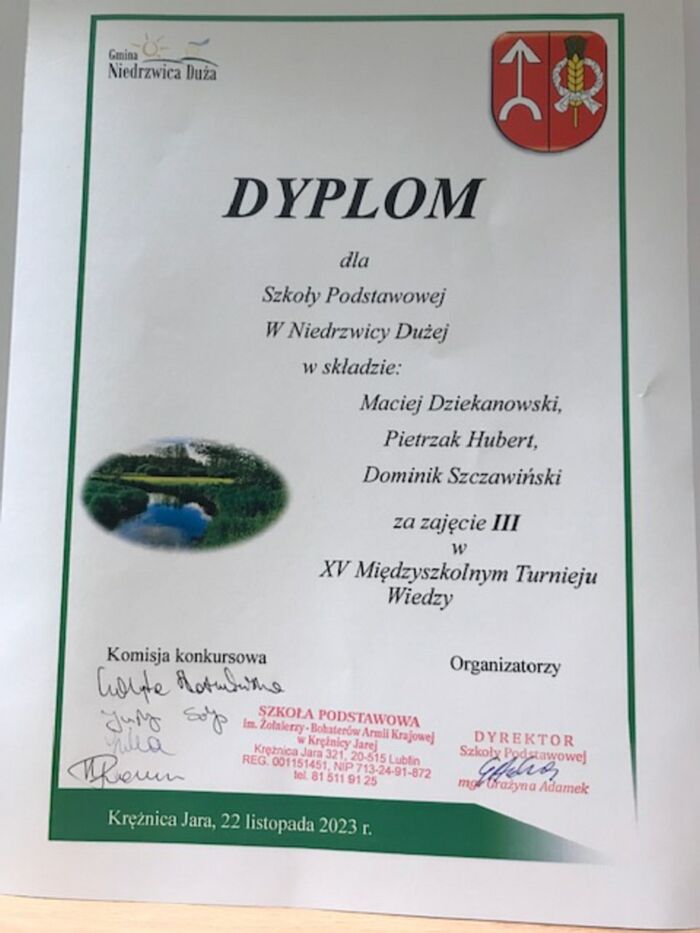 Gmina
Niedrzwica Duża
DYPLOM
dla
Szkoły Podstawowej
W Niedrzwicy Dużej
w składzie:
Maciej Dziekanowski,
Pietrzak Hubert,
Dominik Szczawiński
za zajęcie III
w
XV Międzyszkolnym Turnieju
Wiedzy
Komisja konkursowa
Organizatorzy
SZKOŁA PODSTAWOWA
im. Żołnierzy - Bohaterów Armii Krajowej
w Krężnicy Jarej
Krężnica Jara 321, 20-515 Lublin
REG. 001151451, NIP 713-24-91-872
tel. 81 511 91 25
DYREKTOR
Szkoły Podstawowej
mgr Grażyna Adamek
Krężnica Jara, 22 listopada 2023 r.